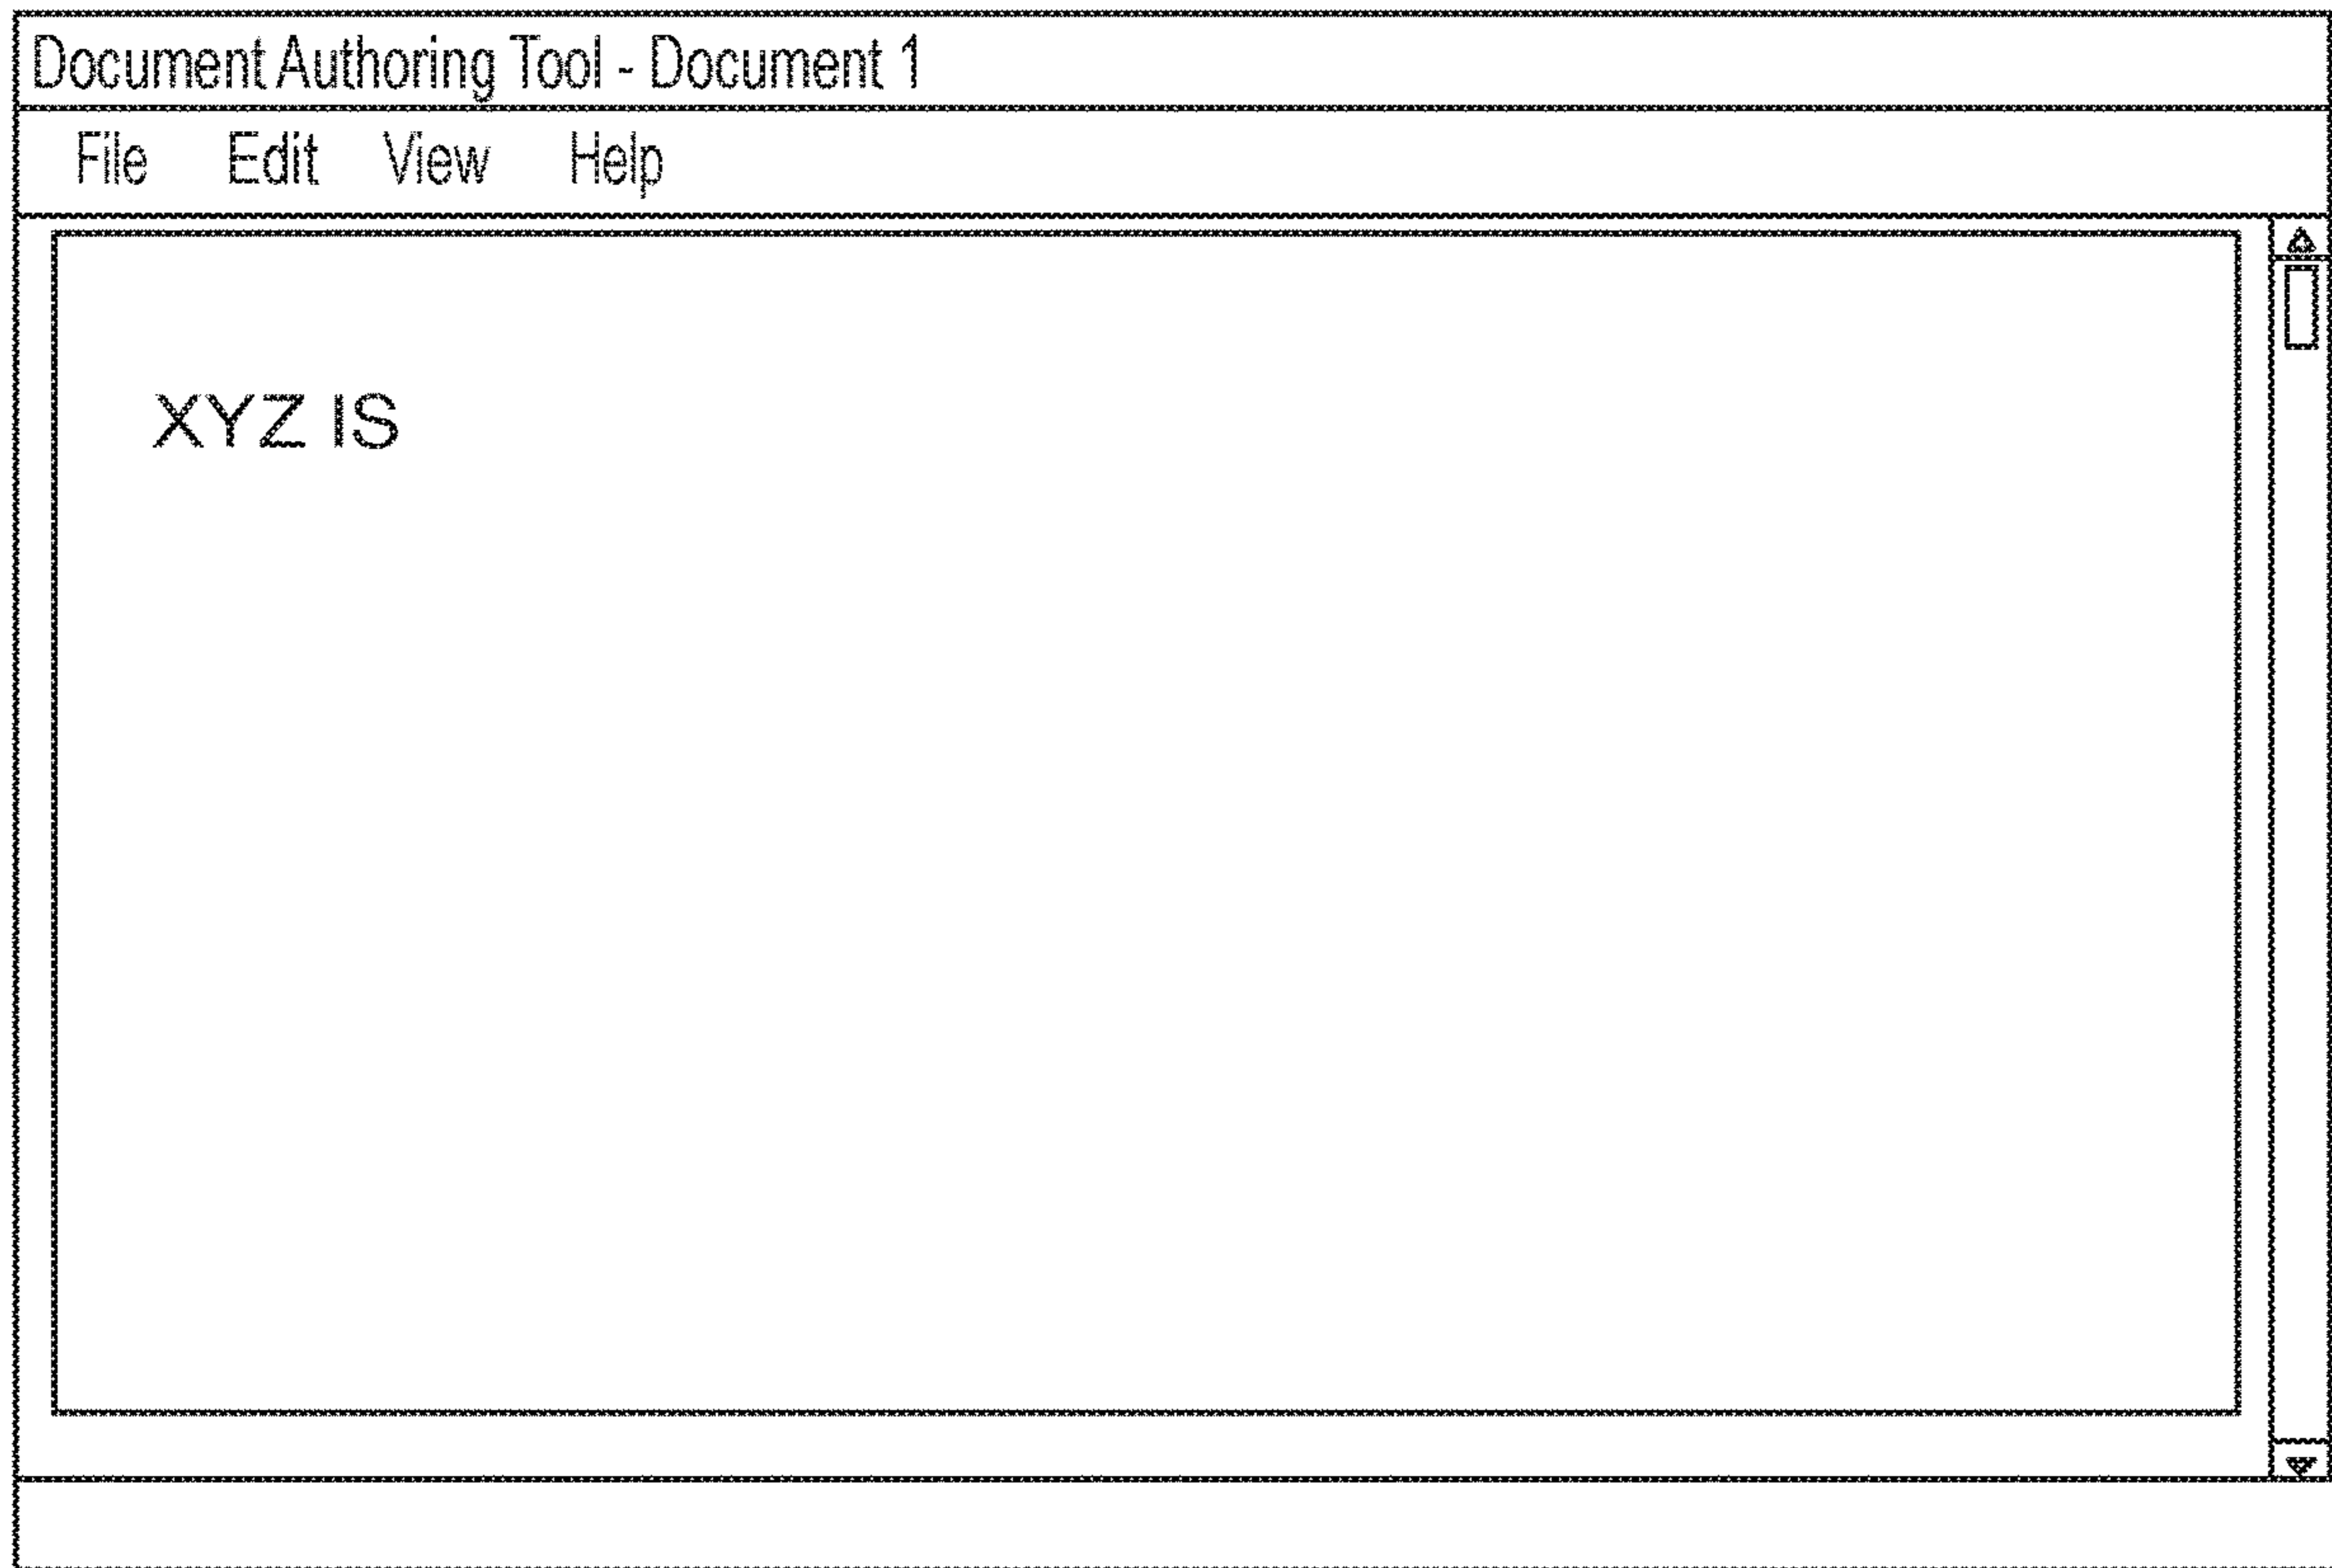 Document Authoring Tool - Document 1
File Edit View Help
XYZ IS